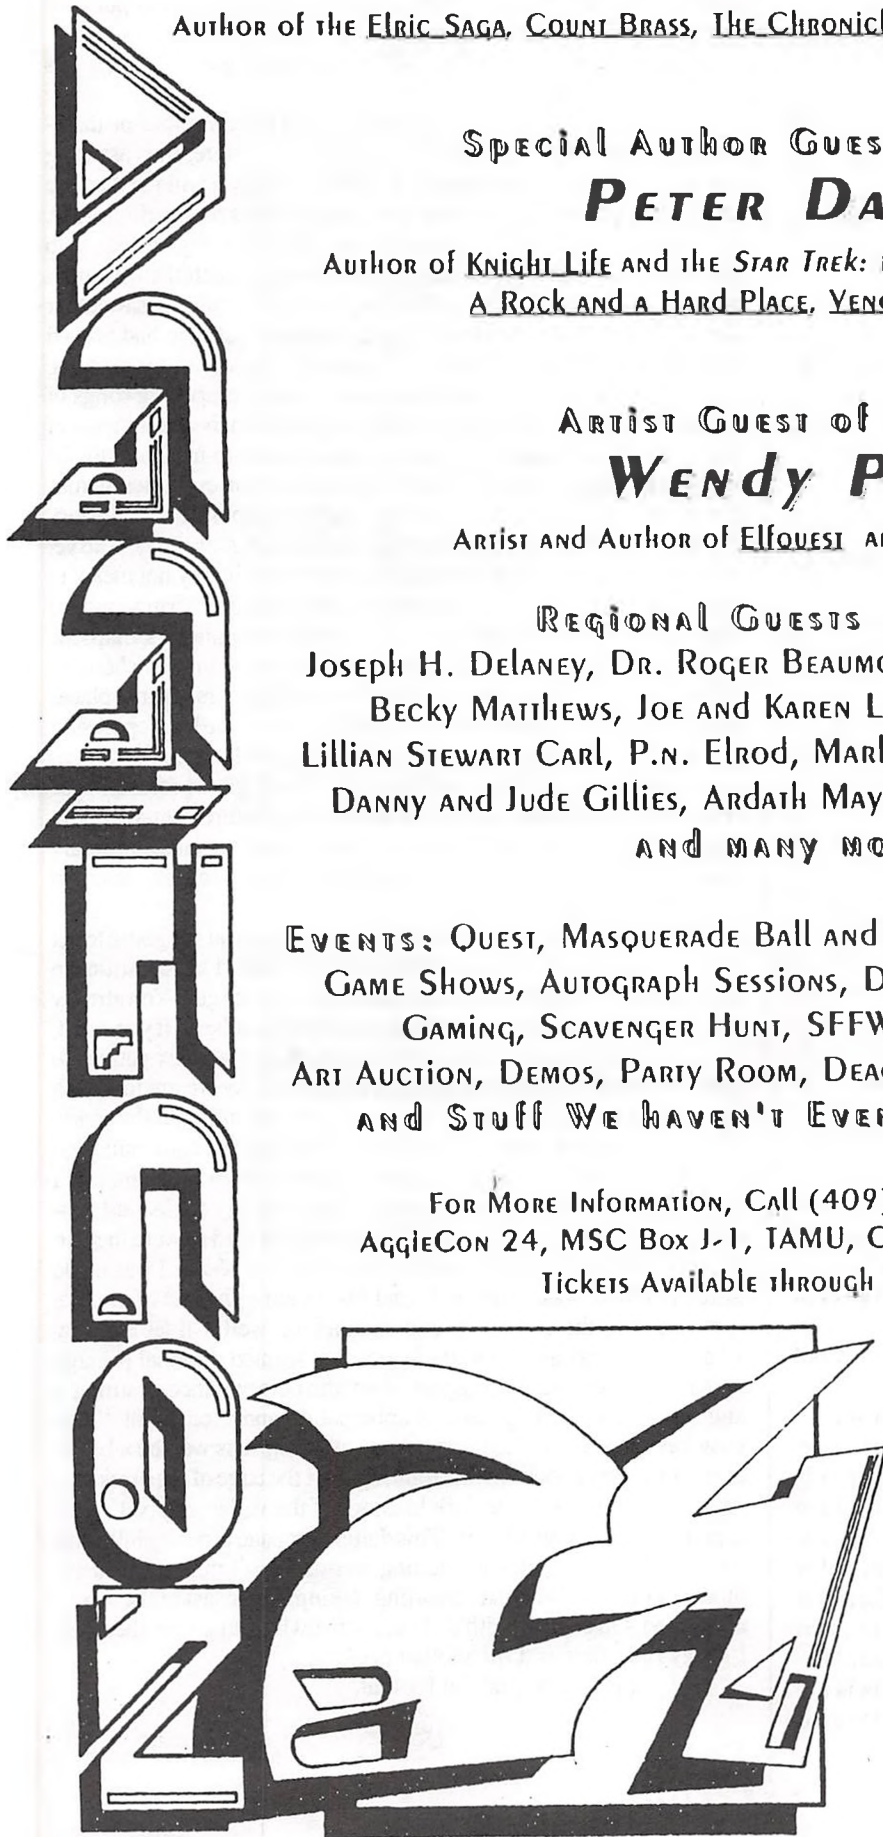 Author of the Elric Saga, Count Brass, The Chronicl
Special Author Gues
Peter Da
Author of Knight Life and the Star Trek:
A Rock and a Hard Place, Veng
Artist Guest of
Wendy P
Artist and Author of Elfquest
Regional Guests
Joseph H. Delaney, Dr. Roger Beaumo
Becky Matthews, Joe and Karen L
Lillian Stewart Carl, P.N. Elrod, Mar
Danny and Jude Gillies, Ardath May
and many mo
Events: Quest, Masquerade Ball and
Game Shows, Autograph Sessions, D
Gaming, Scavenger Hunt, SFFW
Art Auction, Demos, Party Room, Dea
and Stuff We haven't Even
For More Information, Call (409)
AggieCon 24, MSC Box J-1, TAMU, C
Tickets Available through
AGGIECON
24